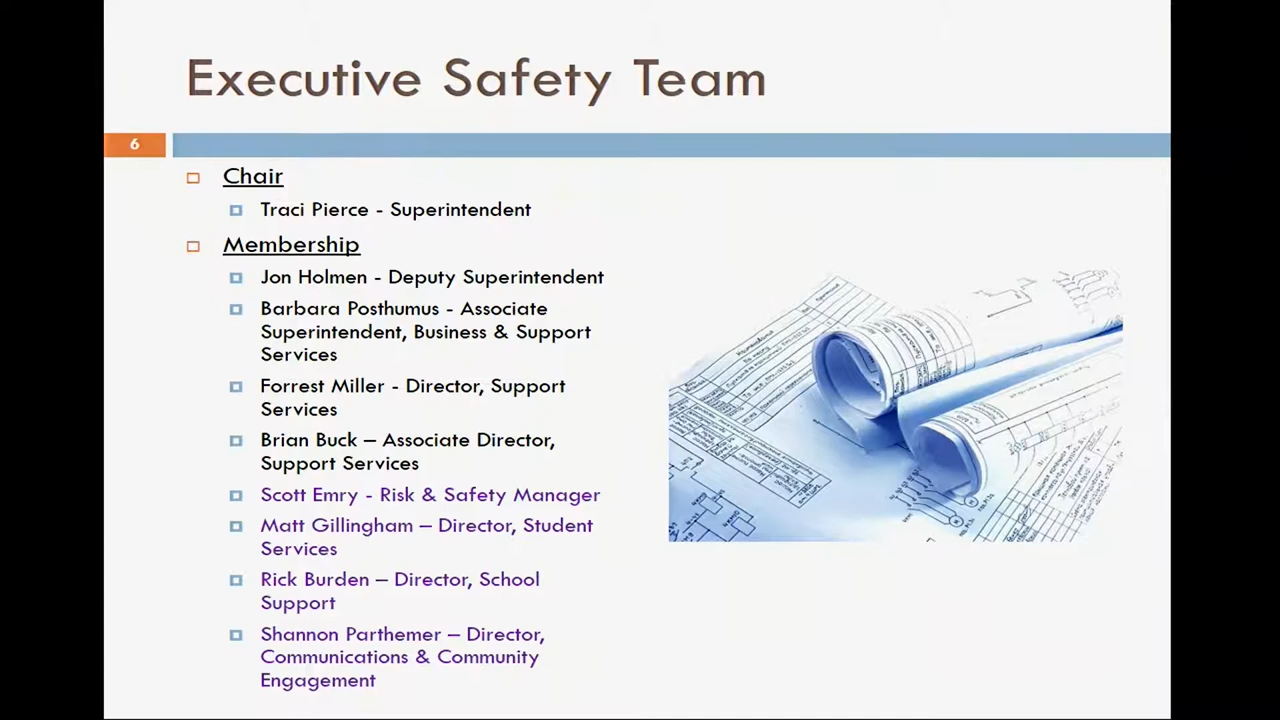 Executive Safety Team
6
Chair
Traci Pierce - Superintendent
Membership
Jon Holmen - Deputy Superintendent
Barbara Posthumus - Associate
Superintendent, Business & Support
Services
Forrest Miller - Director, Support
Services
Brian Buck – Associate Director,
Support Services
Scott Emry - Risk & Safety Manager
Matt Gillingham – Director, Student
Services
Rick Burden – Director, School
Support
Shannon Parthemer – Director,
Communications & Community
Engagement